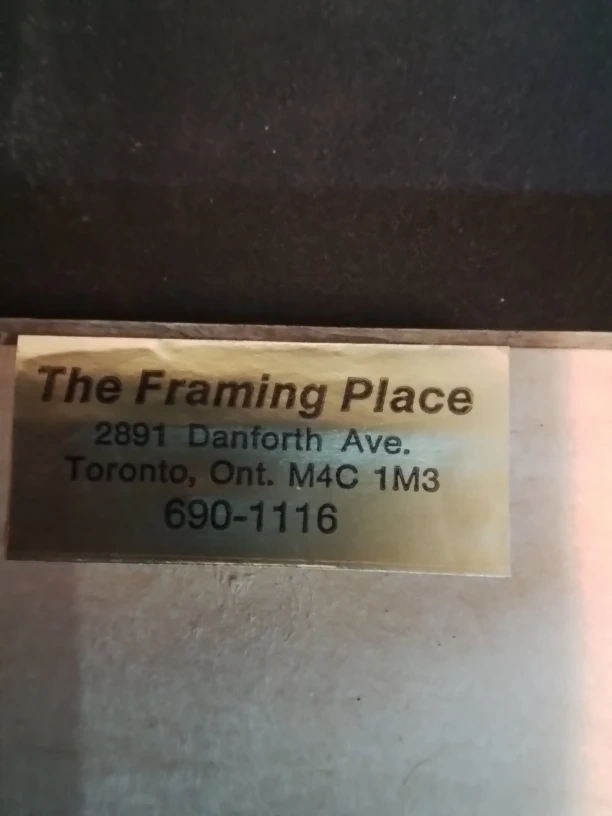 The Framing Place
2891 Danforth Ave.
Toronto, Ont. M4C 1M3
690-1116